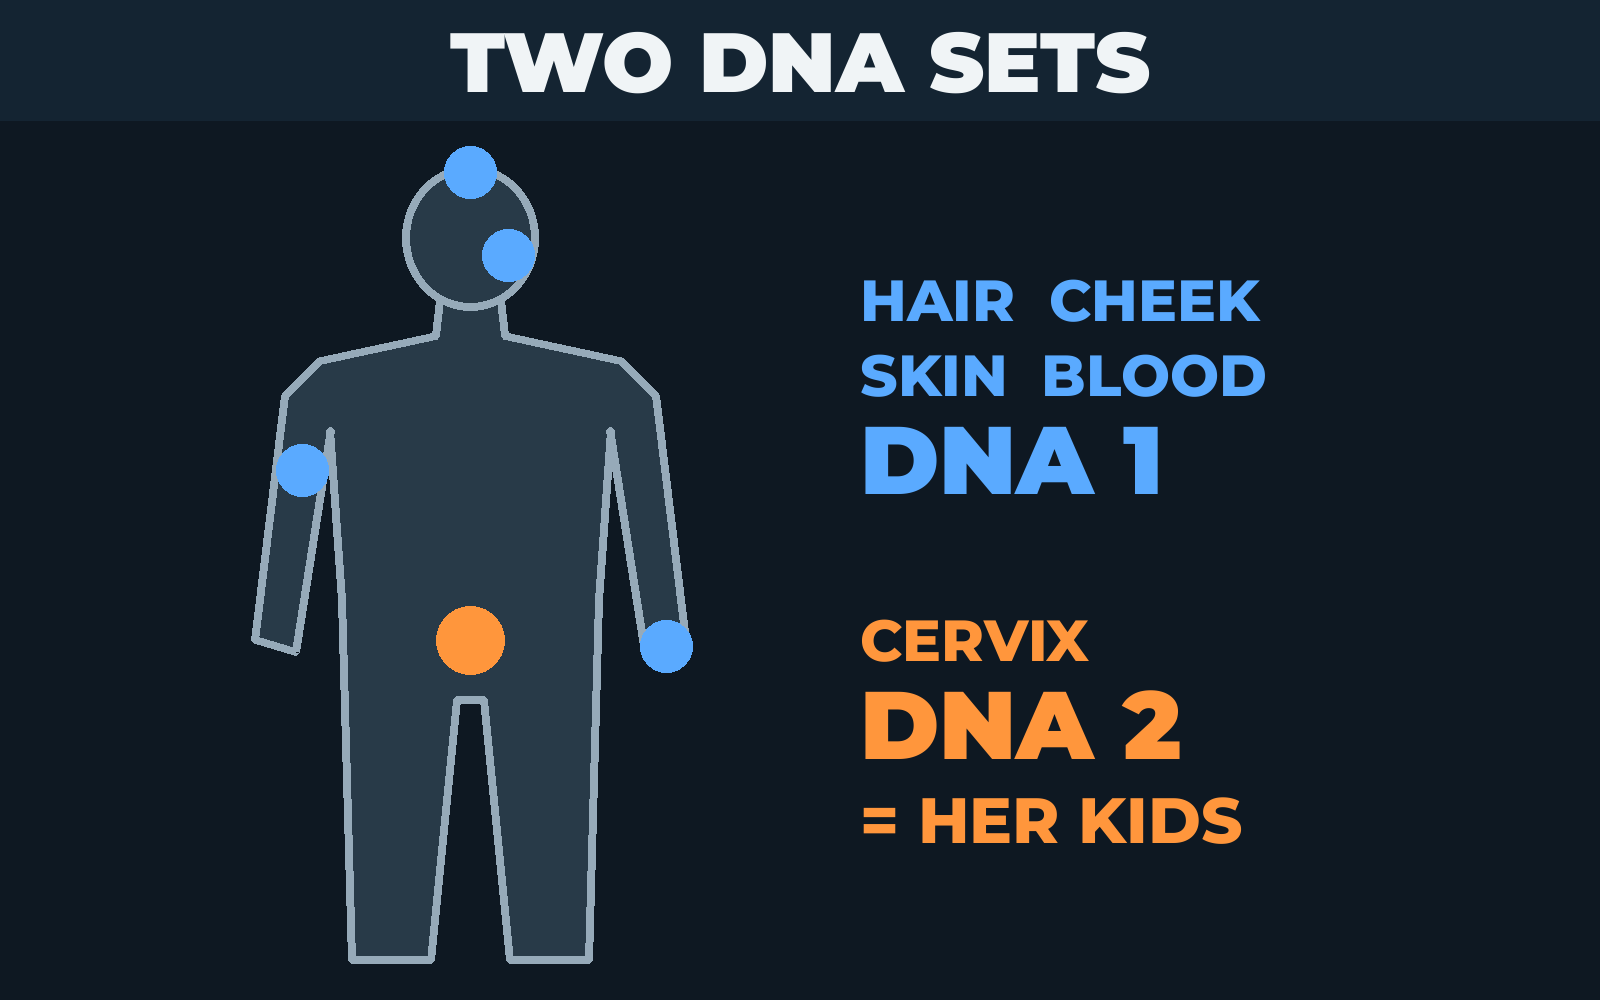 TWO DNA SETS
HAIR CHEEK
SKIN BLOOD
DNA 1
CERVIX
DNA 2
= HER KIDS